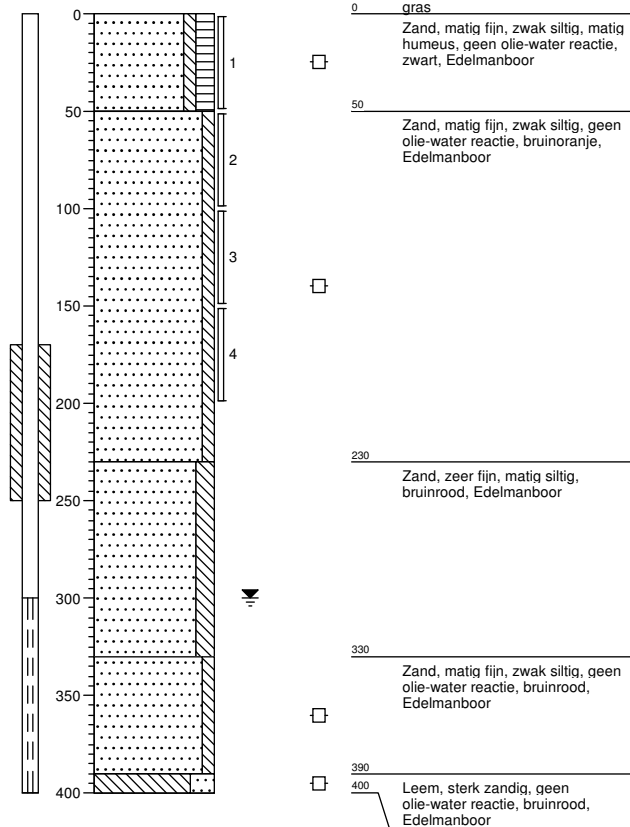 0
50
100
150
200
250
300
350
400
1
2
3
4
0 gras
Zand, matig fijn, zwak siltig, matig
humeus, geen olie-water reactie,
zwart, Edelmanboor
50
Zand, matig fijn, zwak siltig, geen
olie-water reactie, bruinoranje,
Edelmanboor
230
Zand, zeer fijn, matig siltig,
bruinrood, Edelmanboor
330
Zand, matig fijn, zwak siltig, geen
olie-water reactie, bruinrood,
Edelmanboor
390
400
Leem, sterk zandig, geen
olie-water reactie, bruinrood,
Edelmanboor